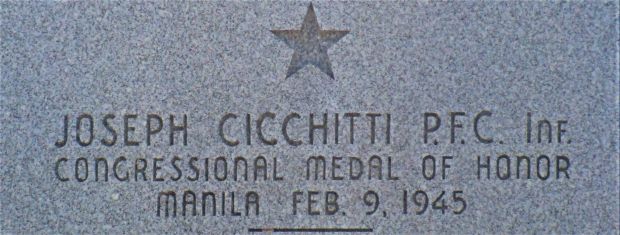 JOSEPH CICCHITTI P.F.C. INF.
CONGRESSIONAL MEDAL OF HONOR
MANILA FEB. 9, 1945